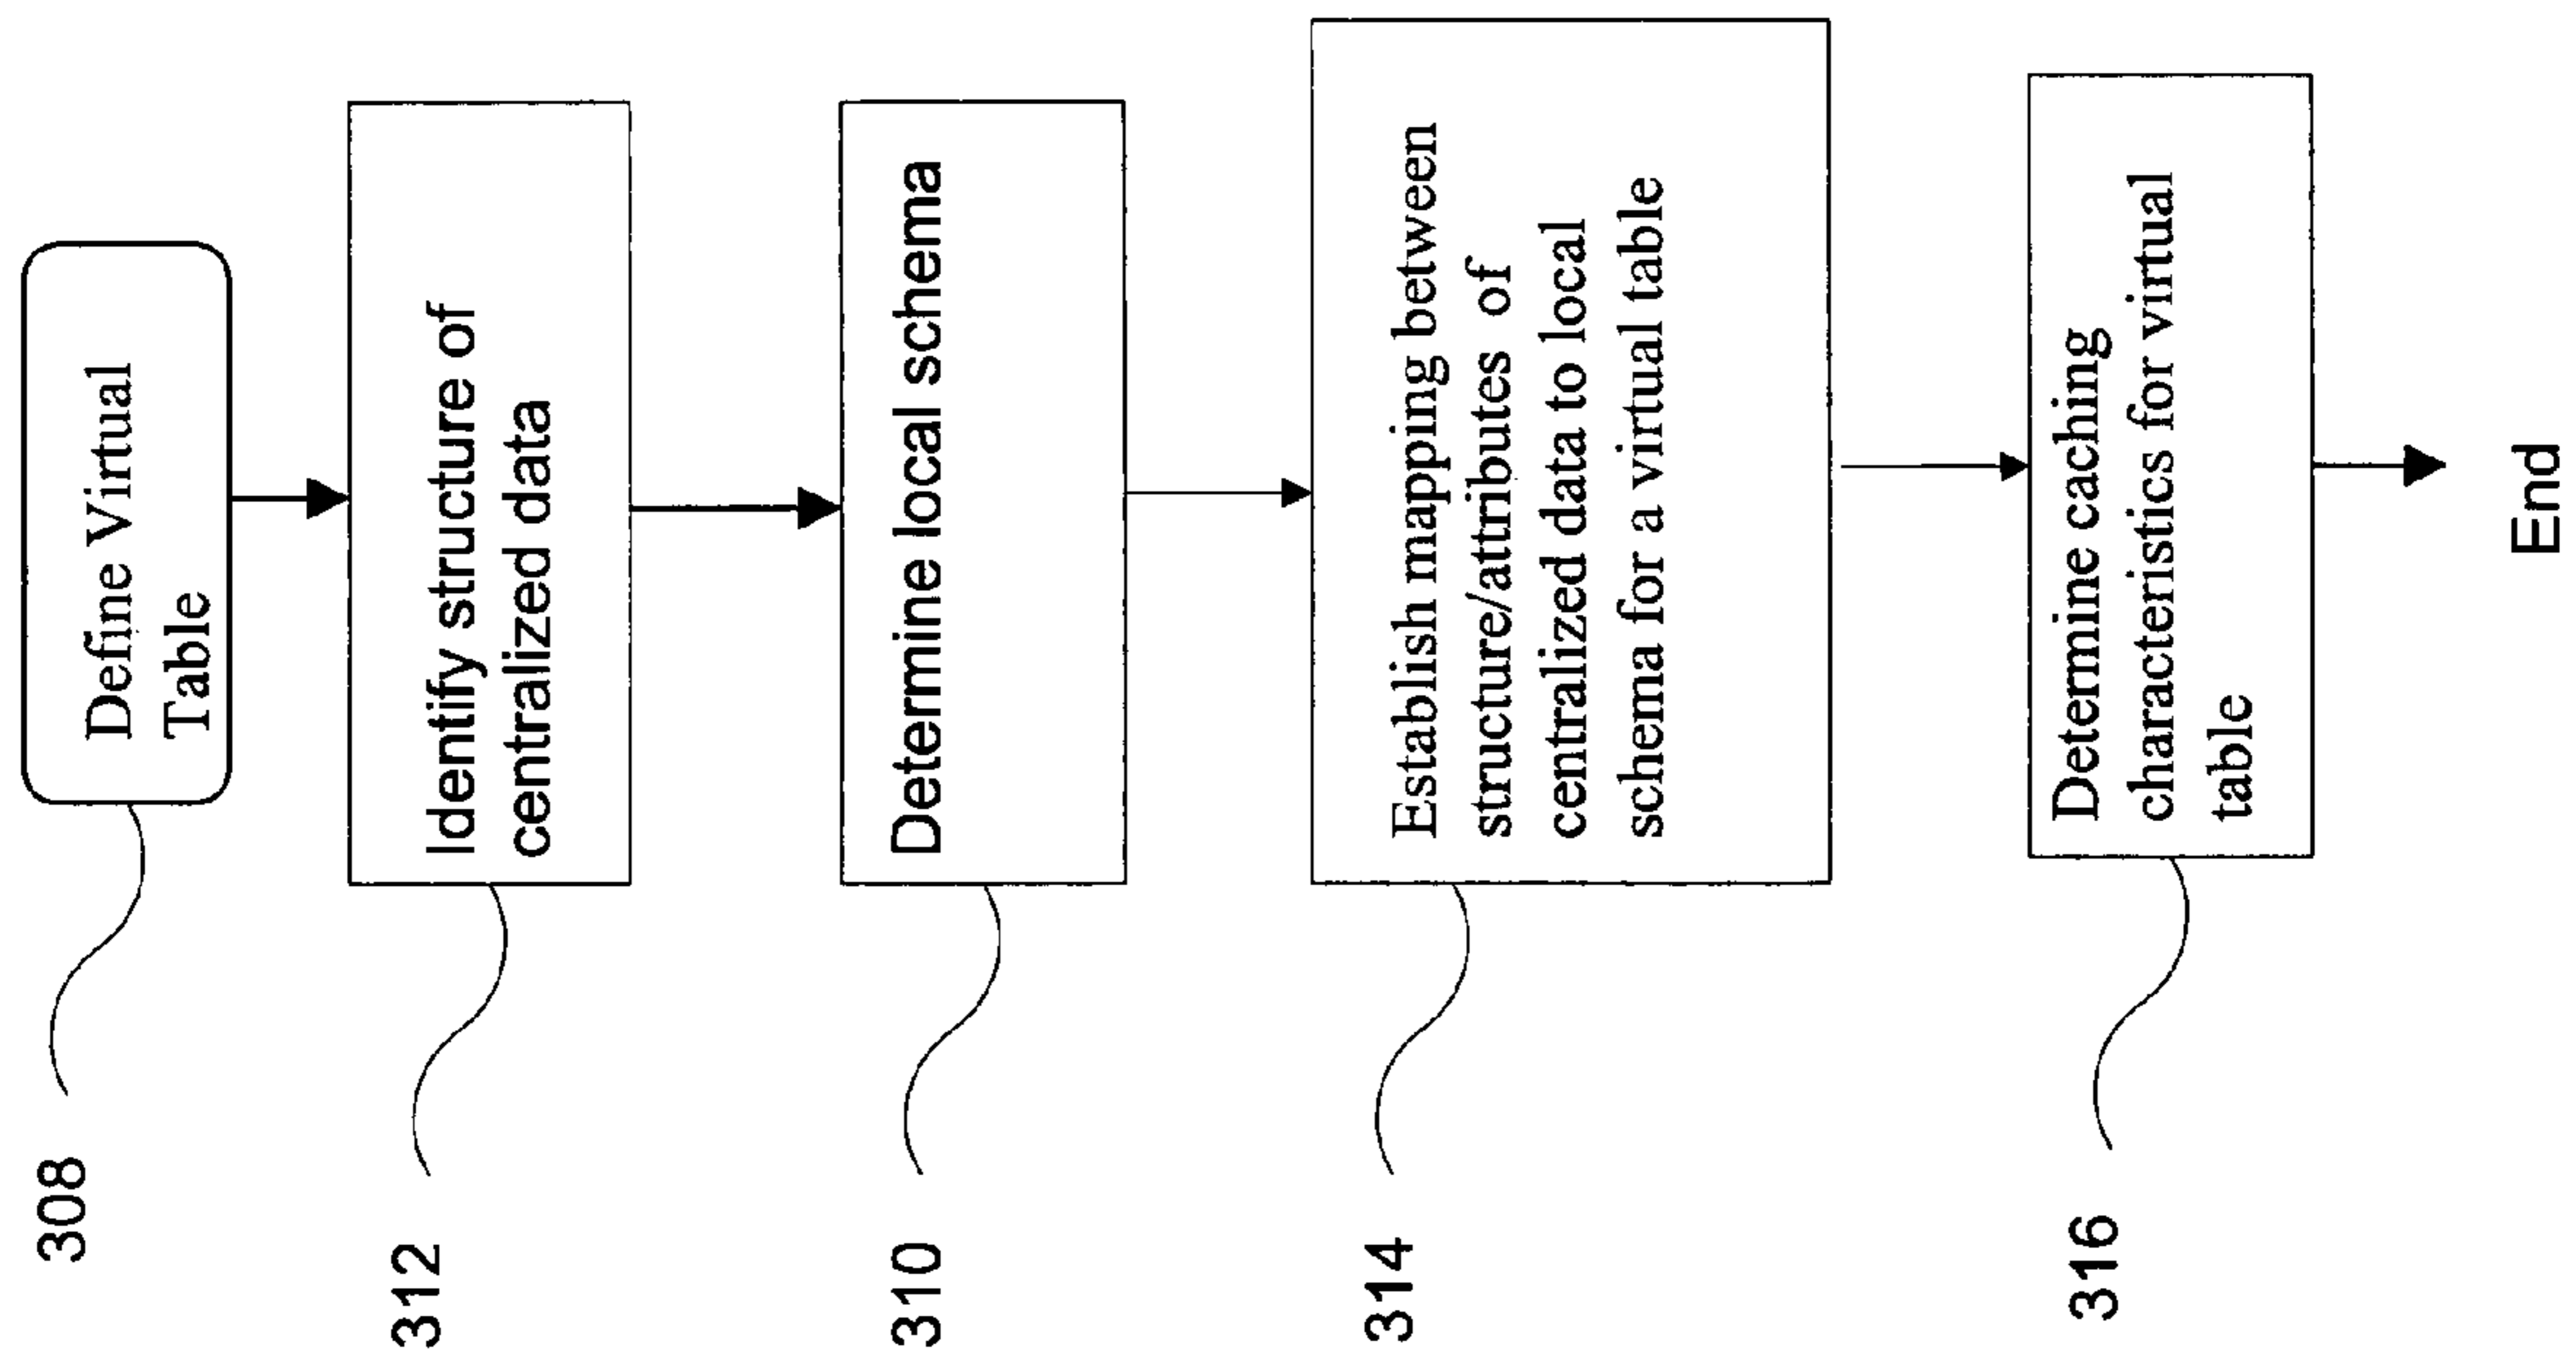 308
Define Virtual
Table
312
Identify structure of
centralized data
310
Determine local schema
314
Establish mapping between
structure/attributes of
centralized data to local
schema for a virtual table
316
Determine caching
characteristics for virtual
table
End